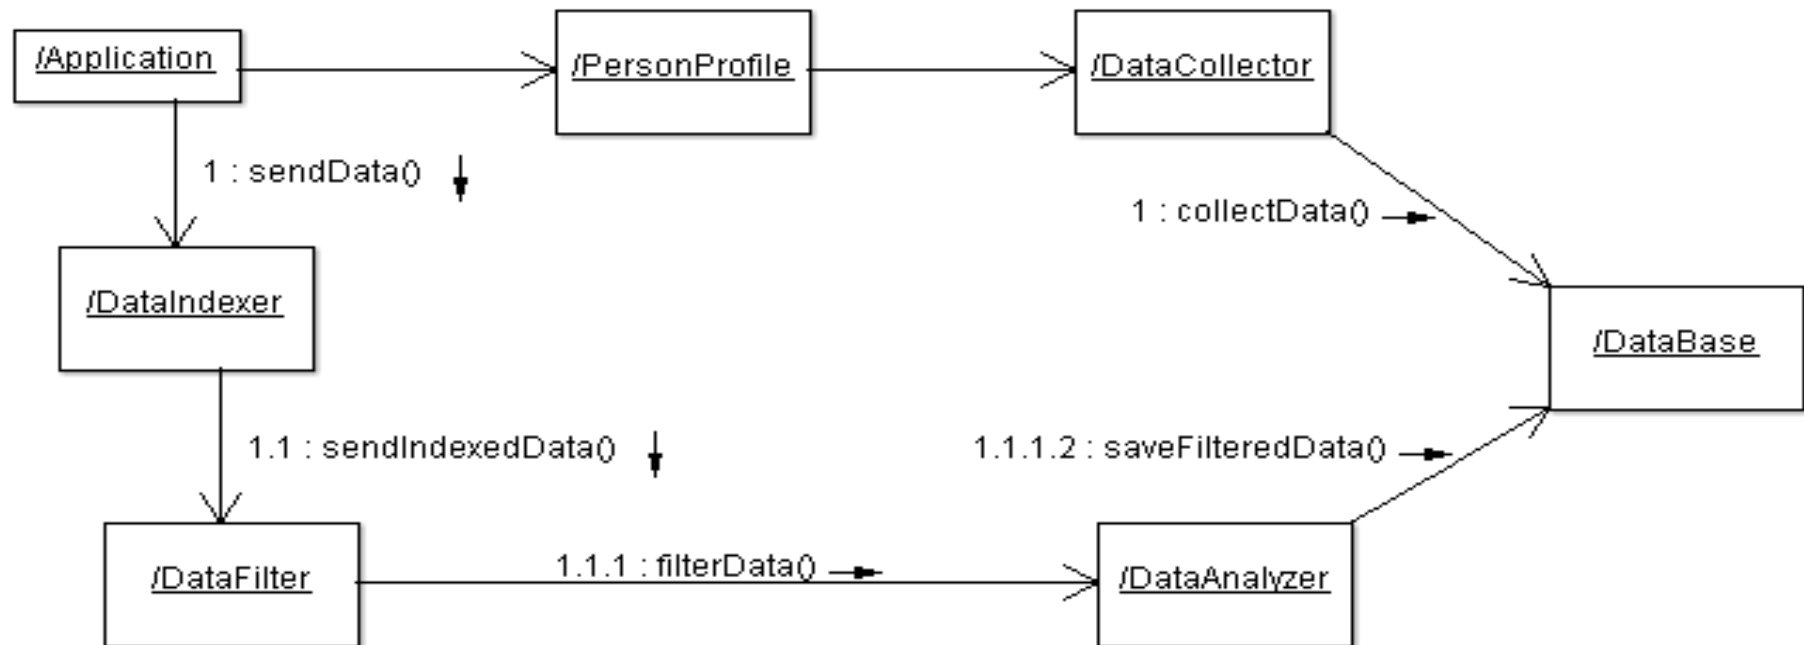 /Application
/PersonProfile
/DataCollector
1 : sendData()
1 : collectData()
/DataIndexer
/DataBase
1.1 : sendIndexedData()
1.1.1.2 : saveFilteredData()
/DataFilter
1.1.1 : filterData()
/DataAnalyzer